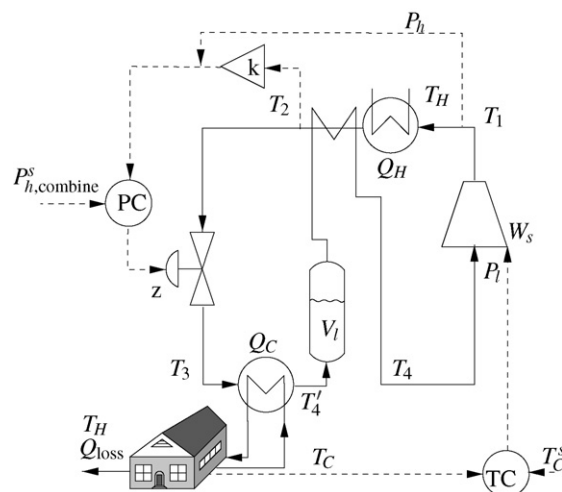 P_h
k
T_2
T_H
T_1
P^s_{h,combine}
PC
Q_H
W_s
z
P_l
V_l
T_3
Q_C
T_4
T'_4
T_H
Q_loss
T_C
TC
T^s_C